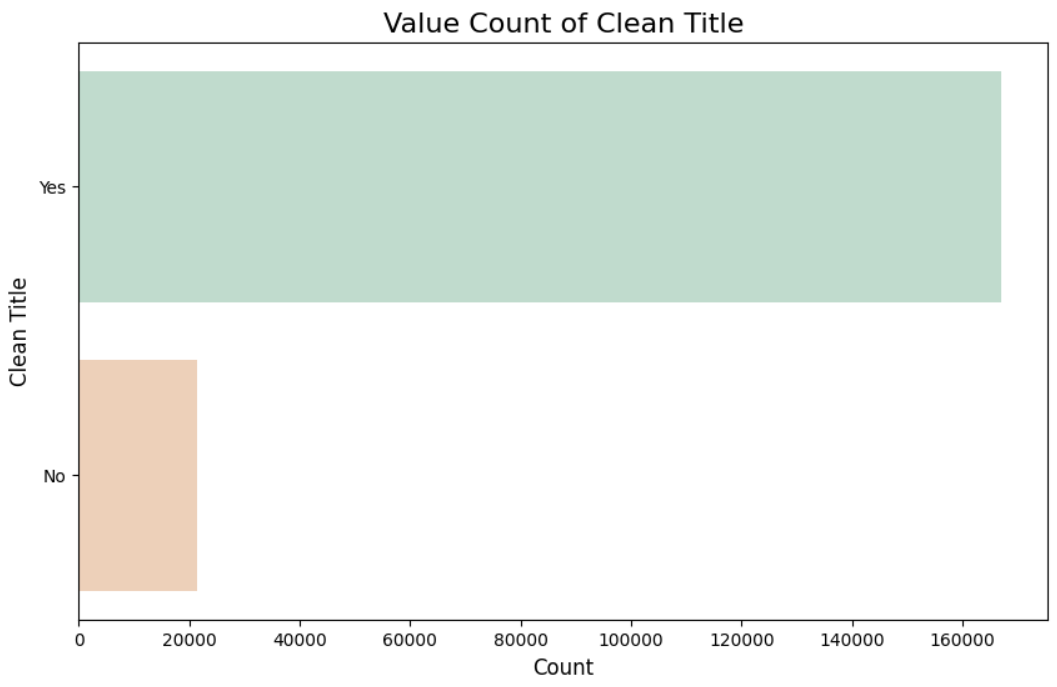 Value Count of Clean Title
Clean Title
Yes
No
0 20000 40000 60000 80000 100000 120000 140000 160000
Count